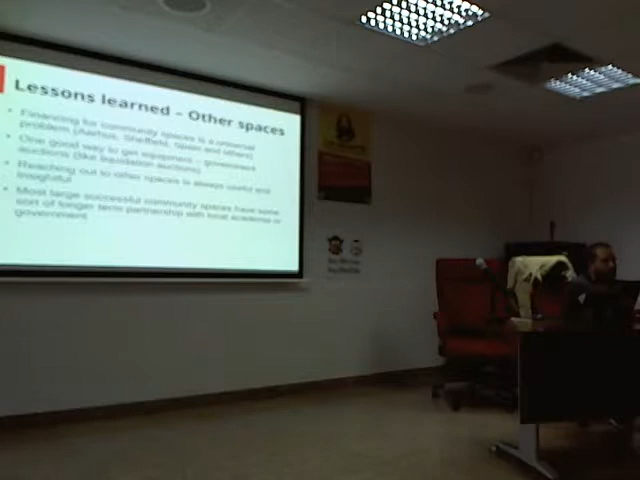 Lessons learned – Other spaces
Financing for community spaces is a universal
problem (Aarhus, Sheffield, Spain and others)
One good way to get equipment – government
auctions (like liquidation auctions)
Reaching out to other spaces is always useful and
insightful
Most large successful community spaces have some
sort of longer term partnership with local academia or
government